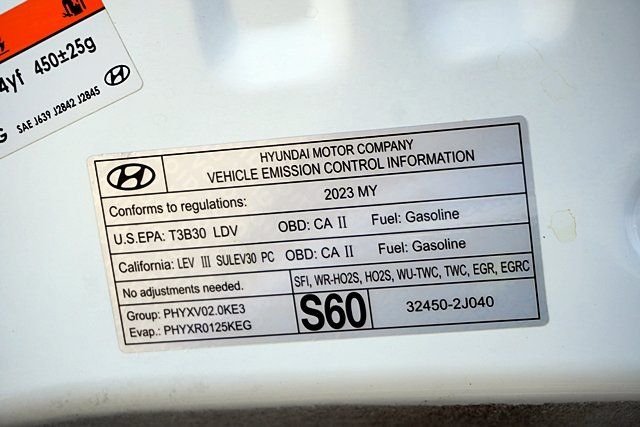 4yf 450±25g
SAE J639 J2842 J2845
HYUNDAI MOTOR COMPANY
VEHICLE EMISSION CONTROL INFORMATION
Conforms to regulations: 2023 MY
U.S.EPA: T3B30 LDV OBD: CA II Fuel: Gasoline
California: LEV III SULEV30 PC OBD: CA II Fuel: Gasoline
No adjustments needed. SFI, WR-HO2S, HO2S, WU-TWC, TWC, EGR, EGRC
Group: PHYXV02.0KE3
Evap.: PHYXR0125KEG
S60
32450-2J040